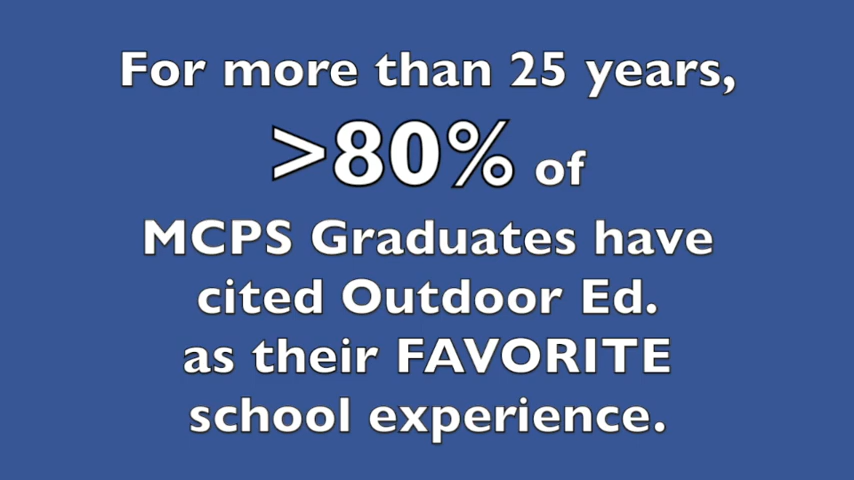 For more than 25 years,
>80% of
MCPS Graduates have
cited Outdoor Ed.
as their FAVORITE
school experience.